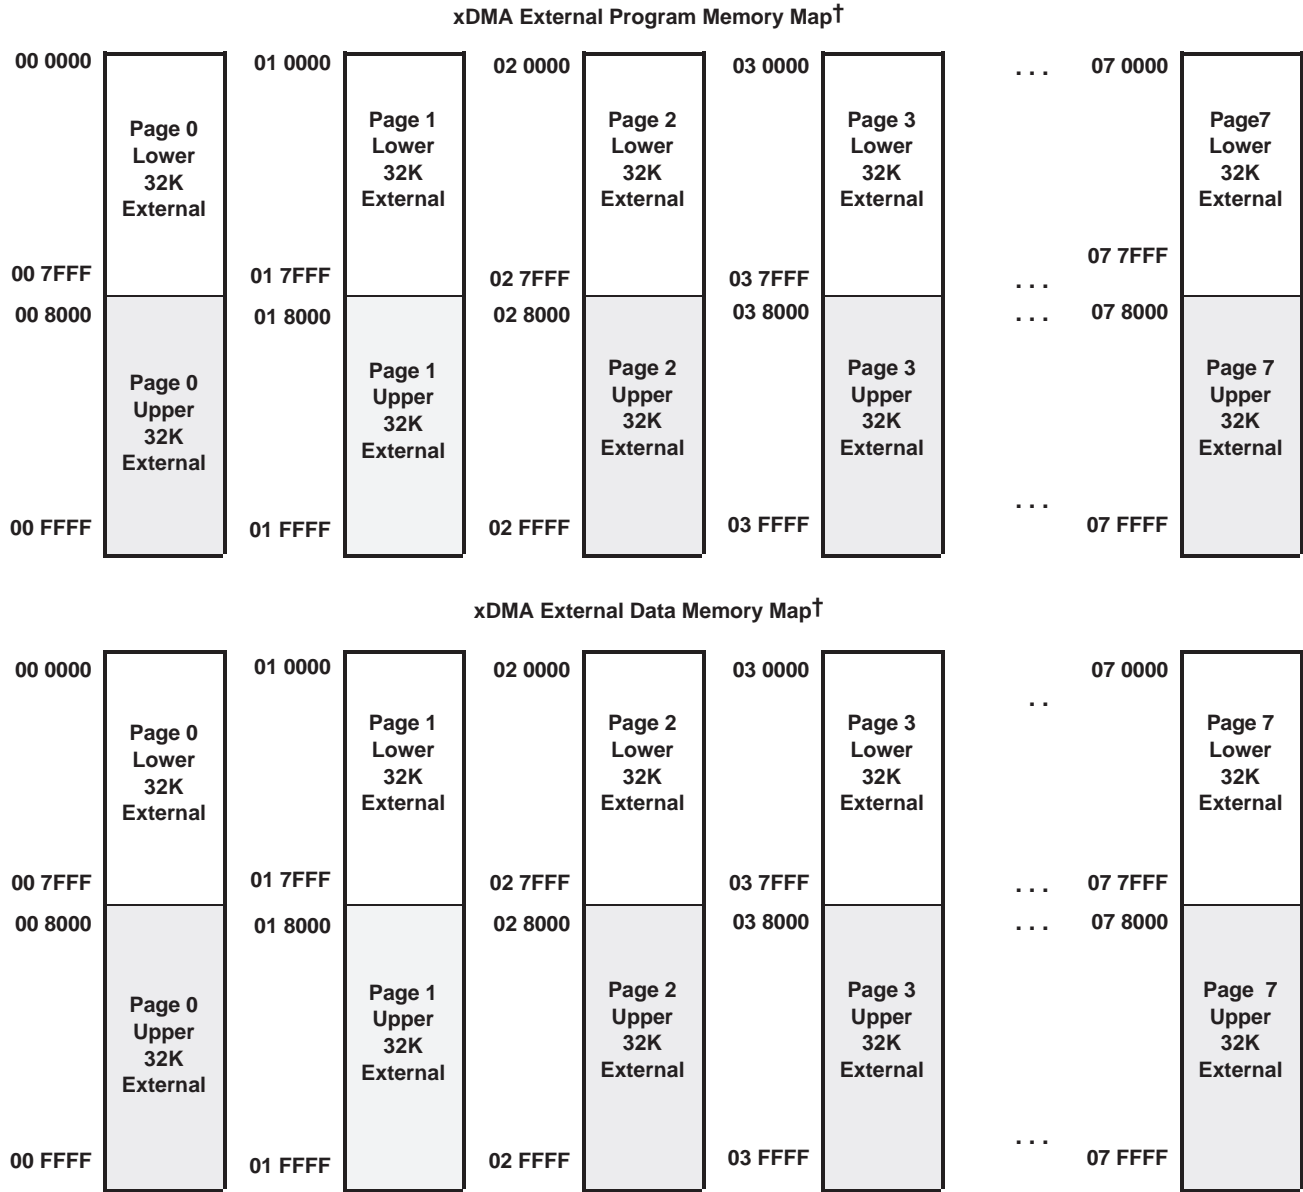 xDMA External Program Memory Map†
00 0000 01 0000 02 0000 03 0000 . . . 07 0000
Page 0 Page 1 Page 2 Page 3 Page7
Lower Lower Lower Lower Lower
32K 32K 32K 32K 32K
External External External External External
00 7FFF 01 7FFF 02 7FFF 03 7FFF . . . 07 7FFF
00 8000 01 8000 02 8000 03 8000 . . . 07 8000
Page 0 Page 1 Page 2 Page 3 Page 7
Upper Upper Upper Upper Upper
32K 32K 32K 32K 32K
External External External External External
00 FFFF 01 FFFF 02 FFFF 03 FFFF . . . 07 FFFF
xDMA External Data Memory Map†
00 0000 01 0000 02 0000 03 0000 . . 07 0000
Page 0 Page 1 Page 2 Page 3 Page 7
Lower Lower Lower Lower Lower
32K 32K 32K 32K 32K
External External External External External
00 7FFF 01 7FFF 02 7FFF 03 7FFF . . . 07 7FFF
00 8000 01 8000 02 8000 03 8000 . . . 07 8000
Page 0 Page 1 Page 2 Page 3 Page 7
Upper Upper Upper Upper Upper
32K 32K 32K 32K 32K
External External External External External
00 FFFF 01 FFFF 02 FFFF 03 FFFF . . . 07 FFFF